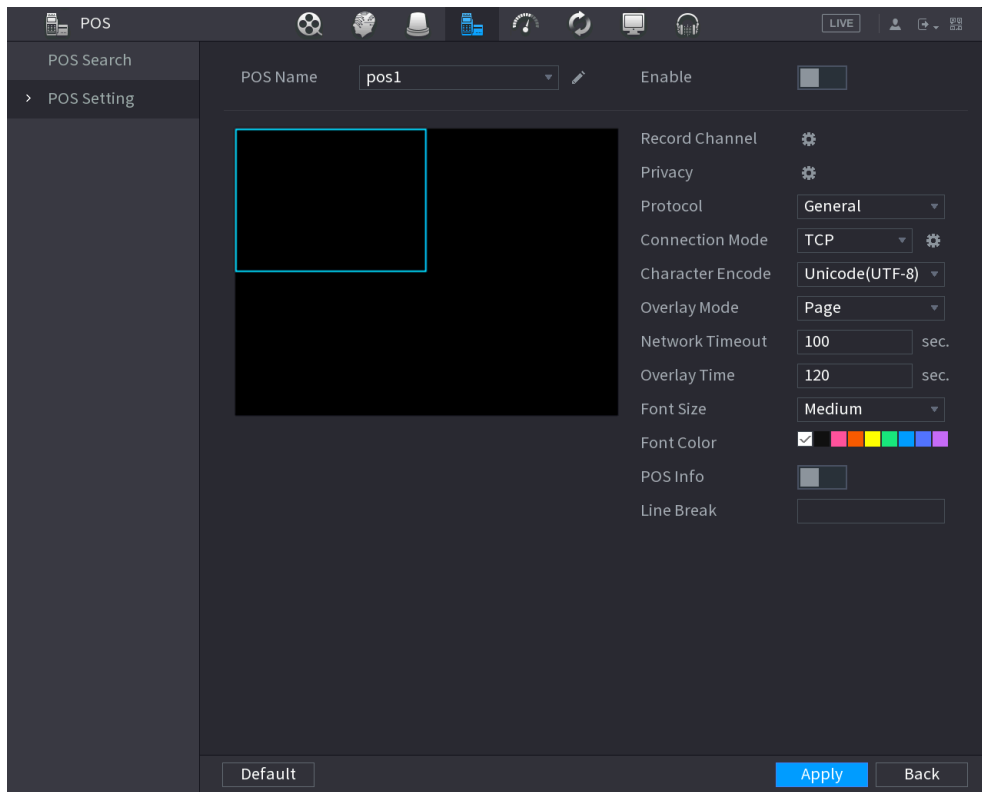 POS
LIVE
POS Search
POS Setting
POS Name pos1 Enable
Record Channel
Privacy
Protocol General
Connection Mode TCP
Character Encode Unicode(UTF-8)
Overlay Mode Page
Network Timeout 100 sec.
Overlay Time 120 sec.
Font Size Medium
Font Color
POS Info
Line Break
Default Apply Back